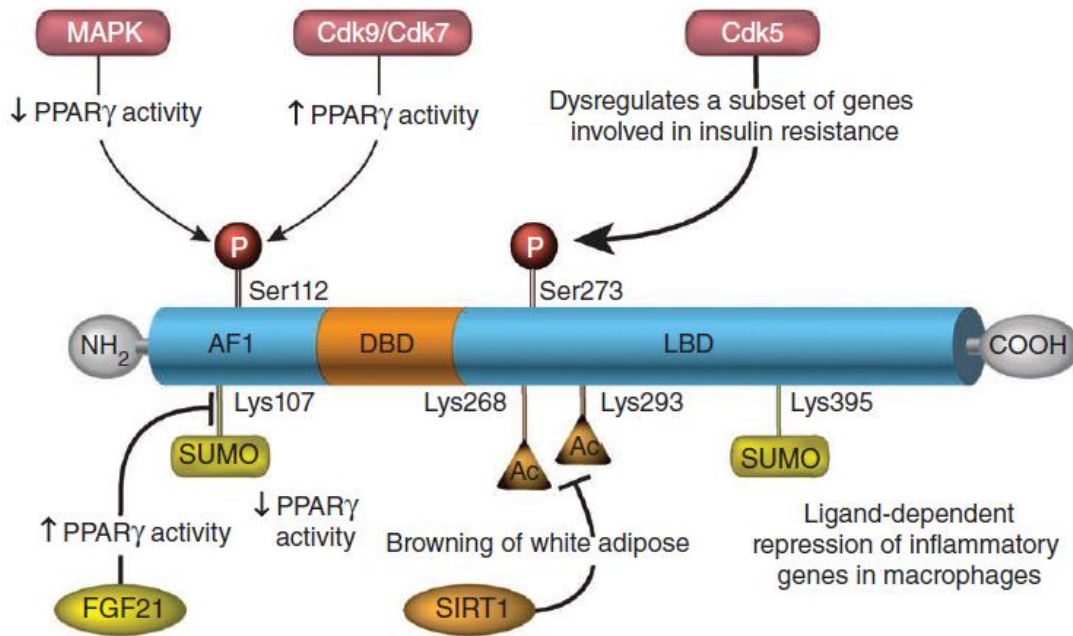 MAPK
Cdk9/Cdk7
Cdk5
↓ PPARγ activity
↑ PPARγ activity
Dysregulates a subset of genes
involved in insulin resistance
P
P
Ser112
Ser273
NH₂
AF1
DBD
LBD
COOH
Lys107
Lys268
Lys293
Lys395
SUMO
Ac
Ac
SUMO
↑ PPARγ activity
↓ PPARγ
activity
Browning of white adipose
Ligand-dependent
repression of inflammatory
genes in macrophages
FGF21
SIRT1